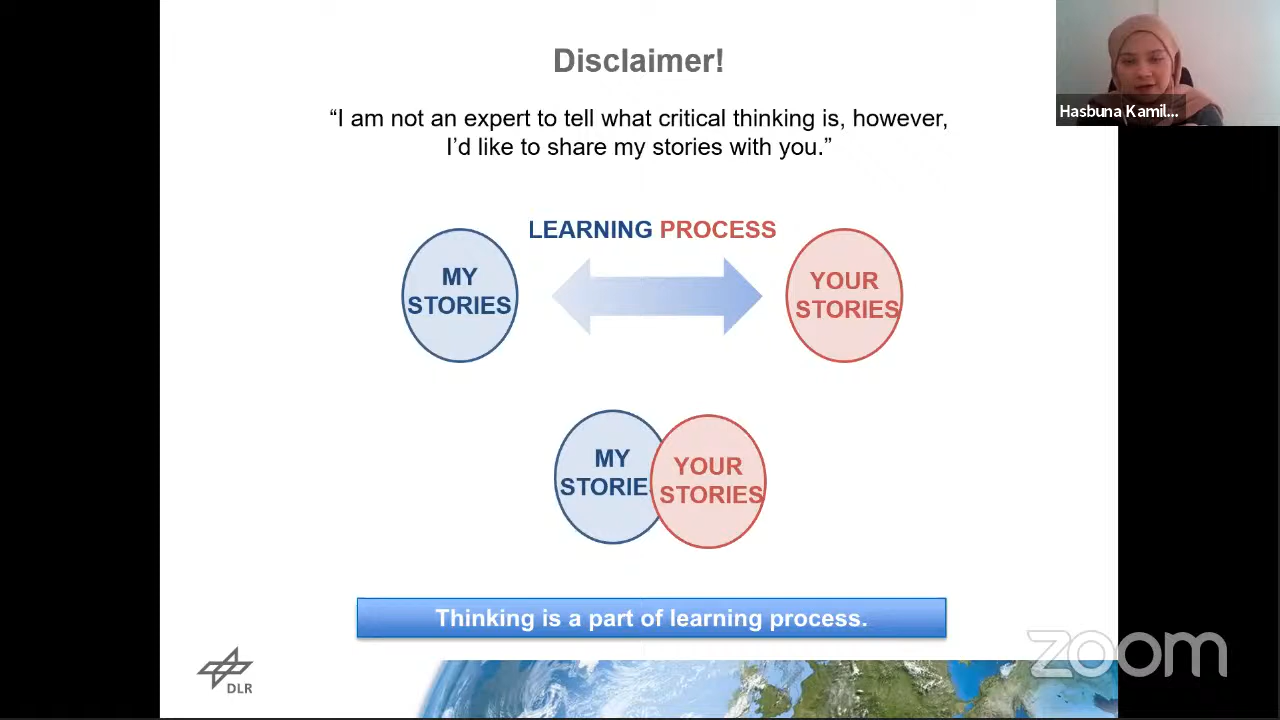 Disclaimer!
“I am not an expert to tell what critical thinking is, however,
I’d like to share my stories with you.”
Hasbuna Kamil...
LEARNING PROCESS
MY
STORIES
YOUR
STORIES
MY
STORIE
YOUR
STORIES
Thinking is a part of learning process.
DLR
zoom